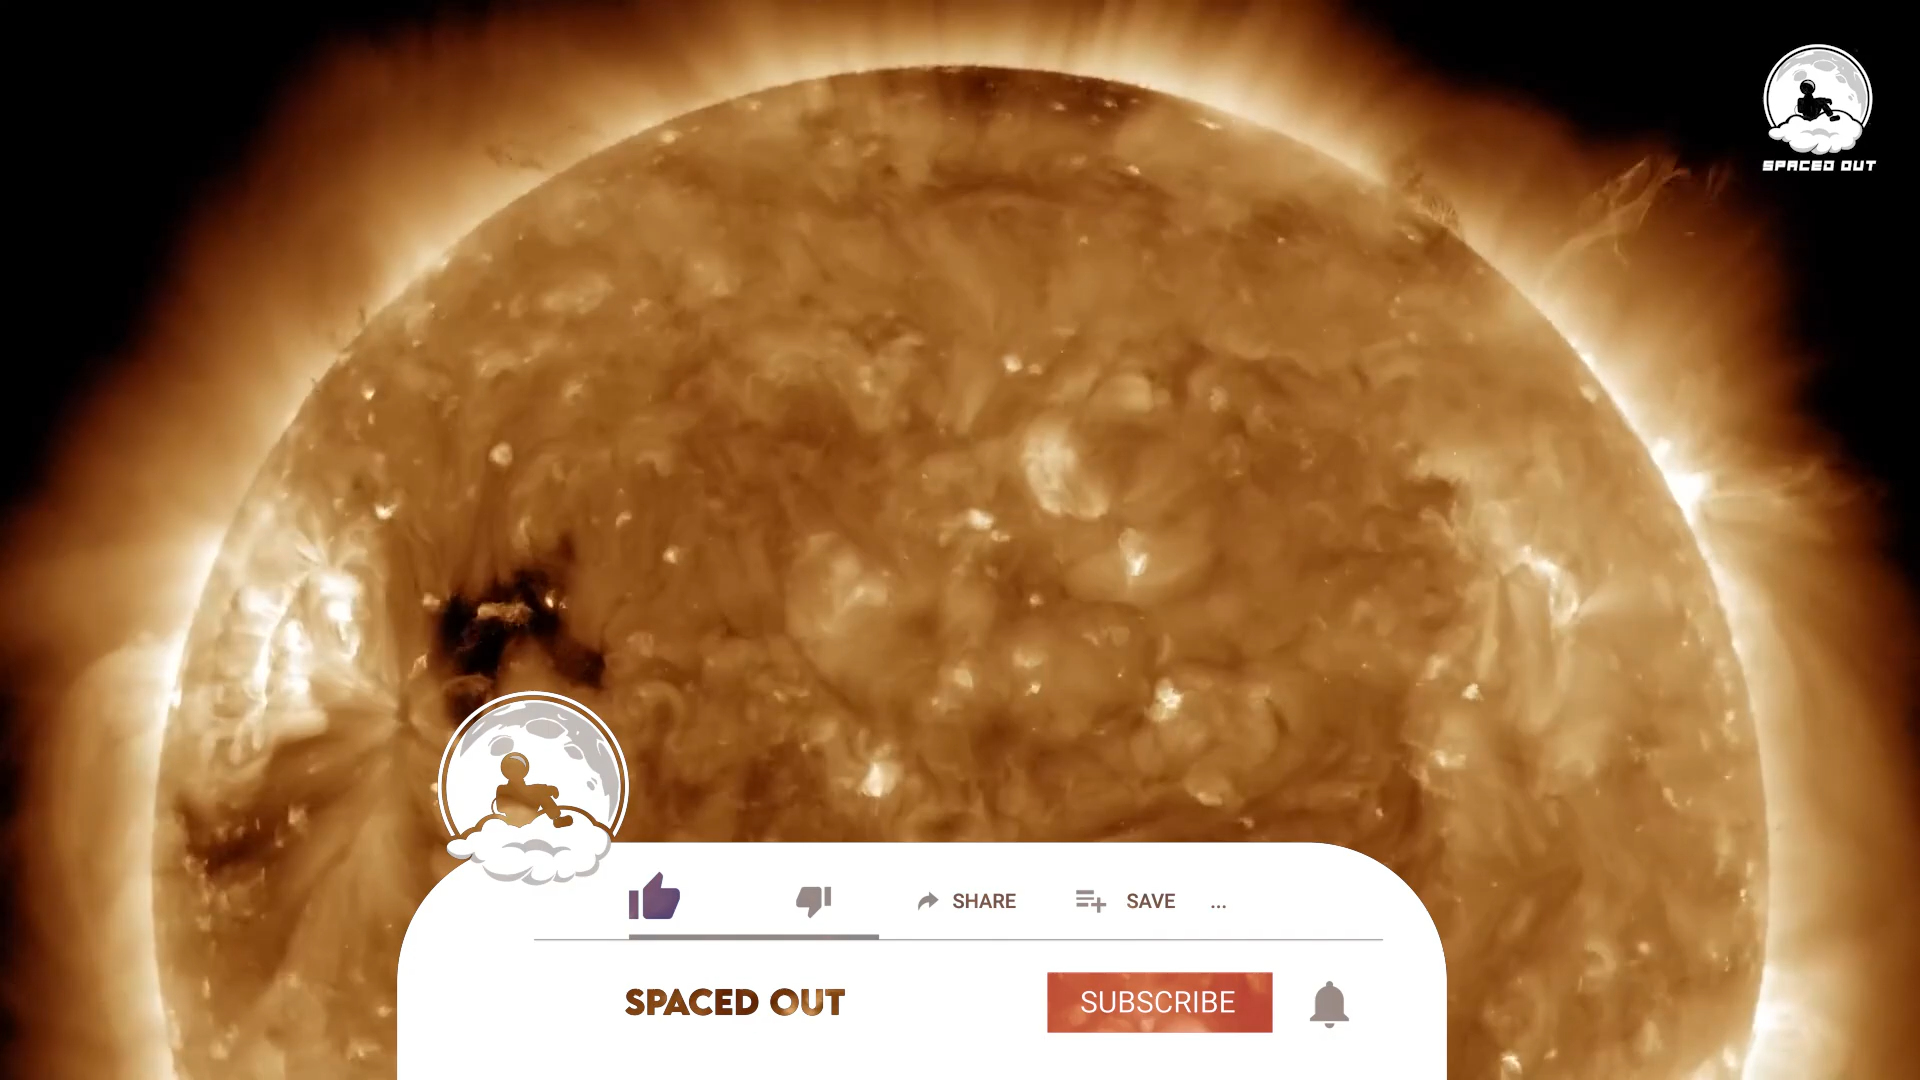 SPACED OUT
SHARE
SAVE
...
SPACED OUT
SUBSCRIBE